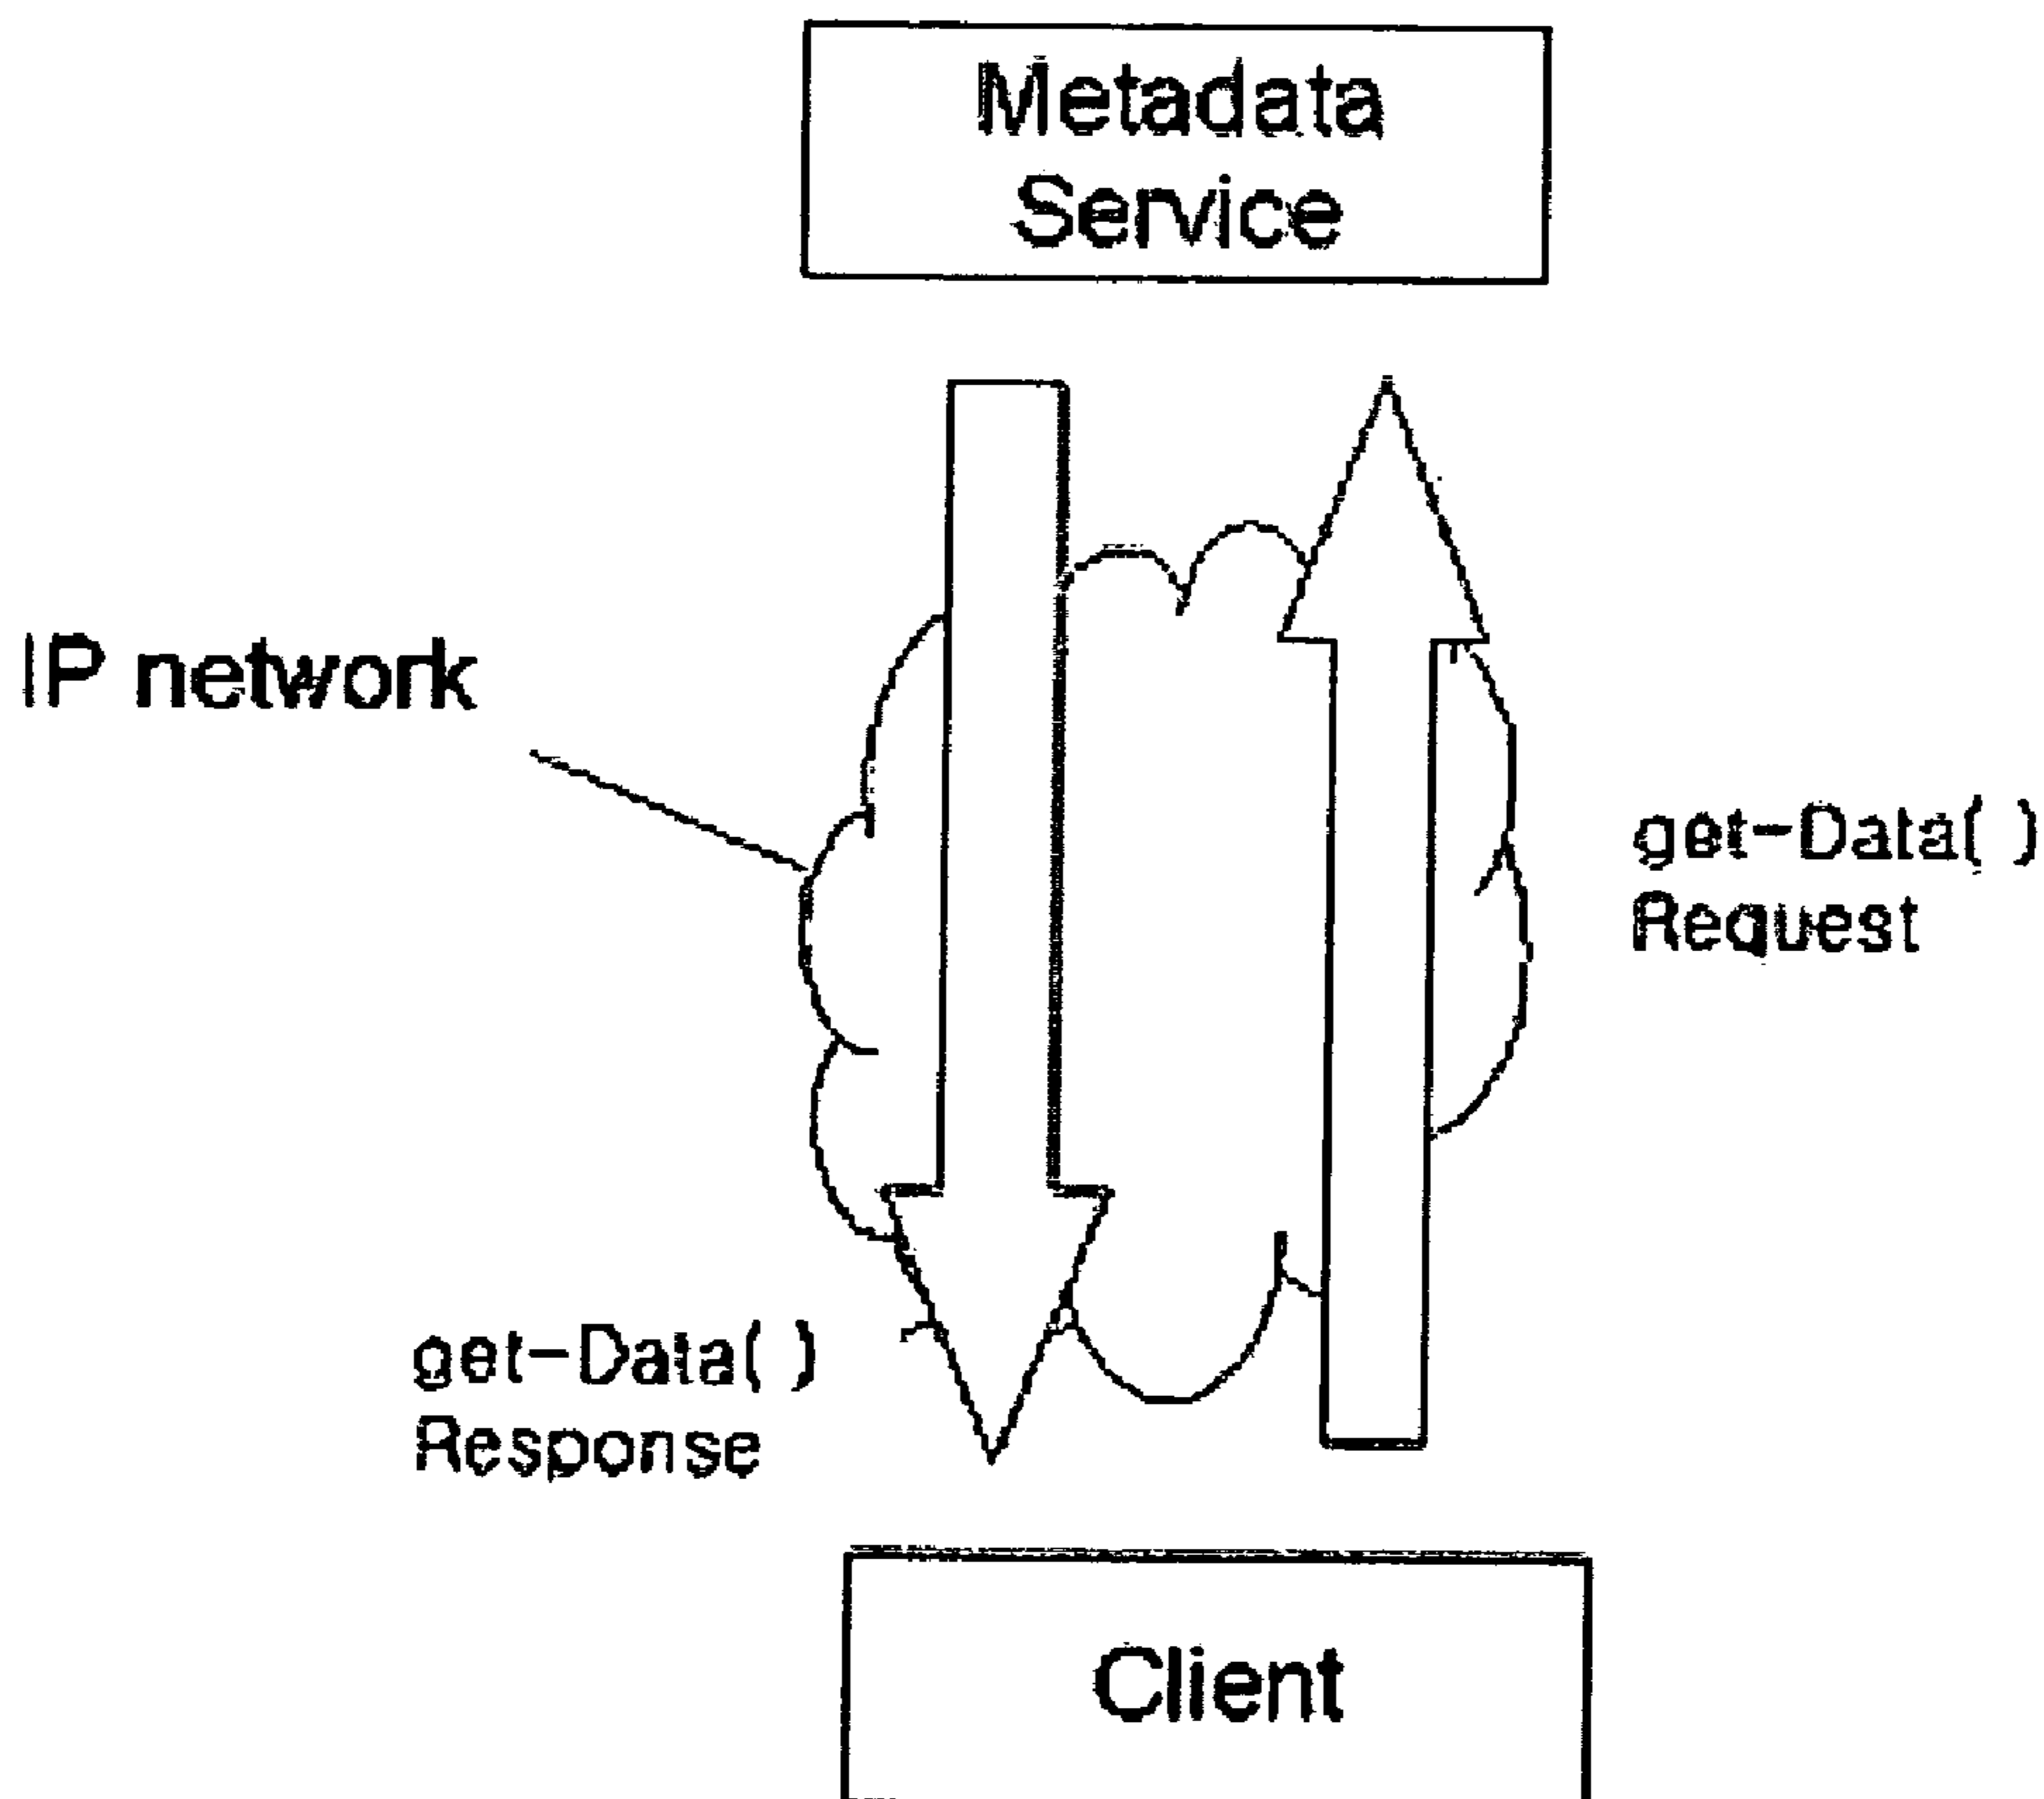 Metadata
Service
IP network
get-Data( )
Request
get-Data( )
Response
Client